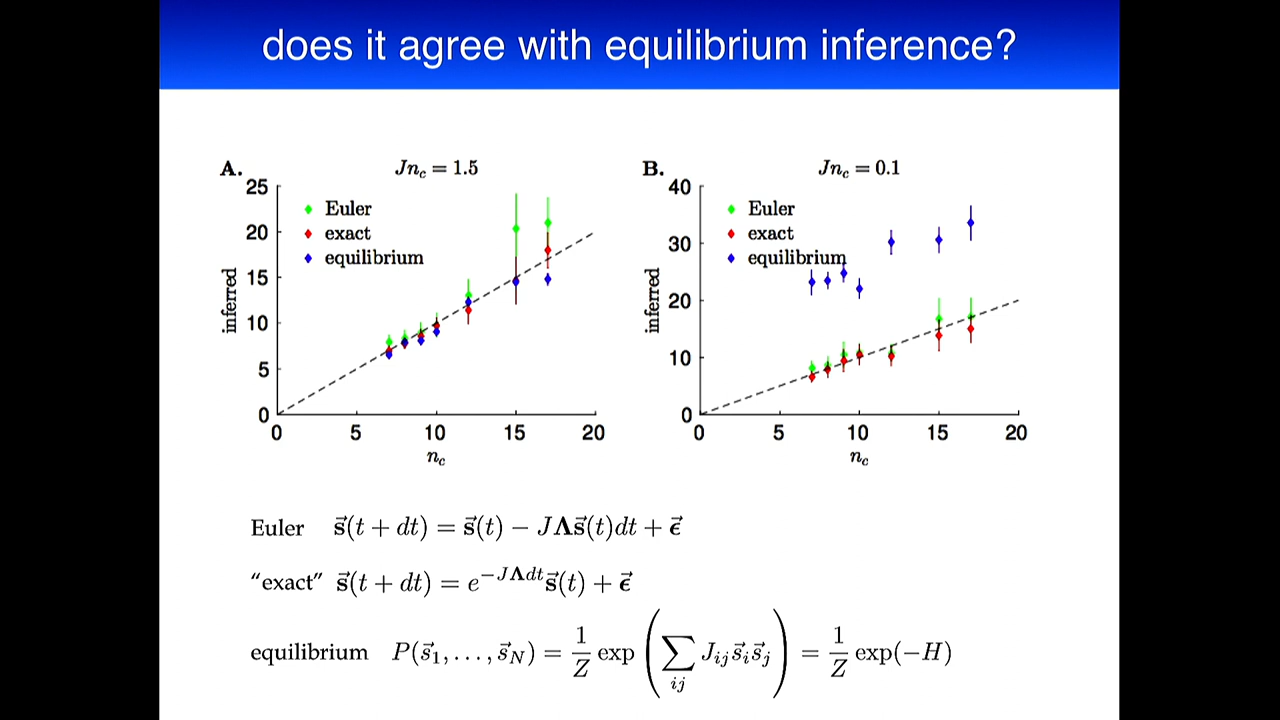 does it agree with equilibrium inference?
A.
Jn_c = 1.5
25
20
15
10
5
0
inferred
Euler
exact
equilibrium
0 5 10 15 20
n_c
B.
Jn_c = 0.1
40
30
20
10
0
inferred
Euler
exact
equilibrium
0 5 10 15 20
n_c
Euler s⃗(t + dt) = s⃗(t) − JΛs⃗(t)dt + ϵ⃗
“exact” s⃗(t + dt) = e^{−JΛdt}s⃗(t) + ϵ⃗
equilibrium P(s⃗_1, . . . , s⃗_N) = 1/Z exp(∑_{ij} J_{ij}s⃗_i s⃗_j) = 1/Z exp(−H)